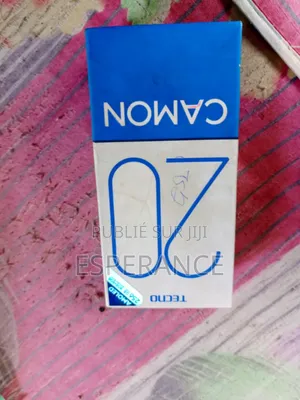 CAMON
20
PUBLIÉ SUR JIJI
ESPERANCE
TECNO